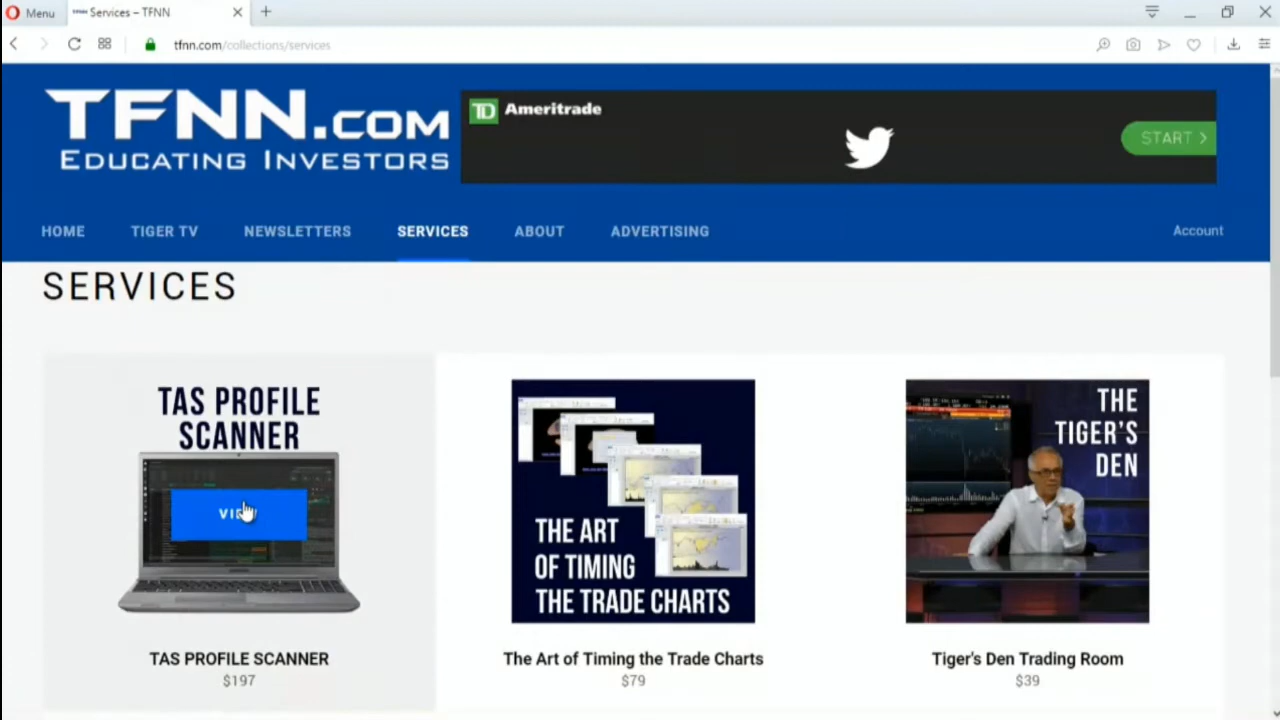 Menu
Services – TFNN
tfnn.com/collections/services
TFNN.COM
EDUCATING INVESTORS
TD Ameritrade
START >
HOME
TIGER TV
NEWSLETTERS
SERVICES
ABOUT
ADVERTISING
Account
SERVICES
TAS PROFILE
SCANNER
TAS PROFILE SCANNER
$197
THE ART
OF TIMING
THE TRADE CHARTS
The Art of Timing the Trade Charts
$79
THE
TIGER'S
DEN
Tiger's Den Trading Room
$39